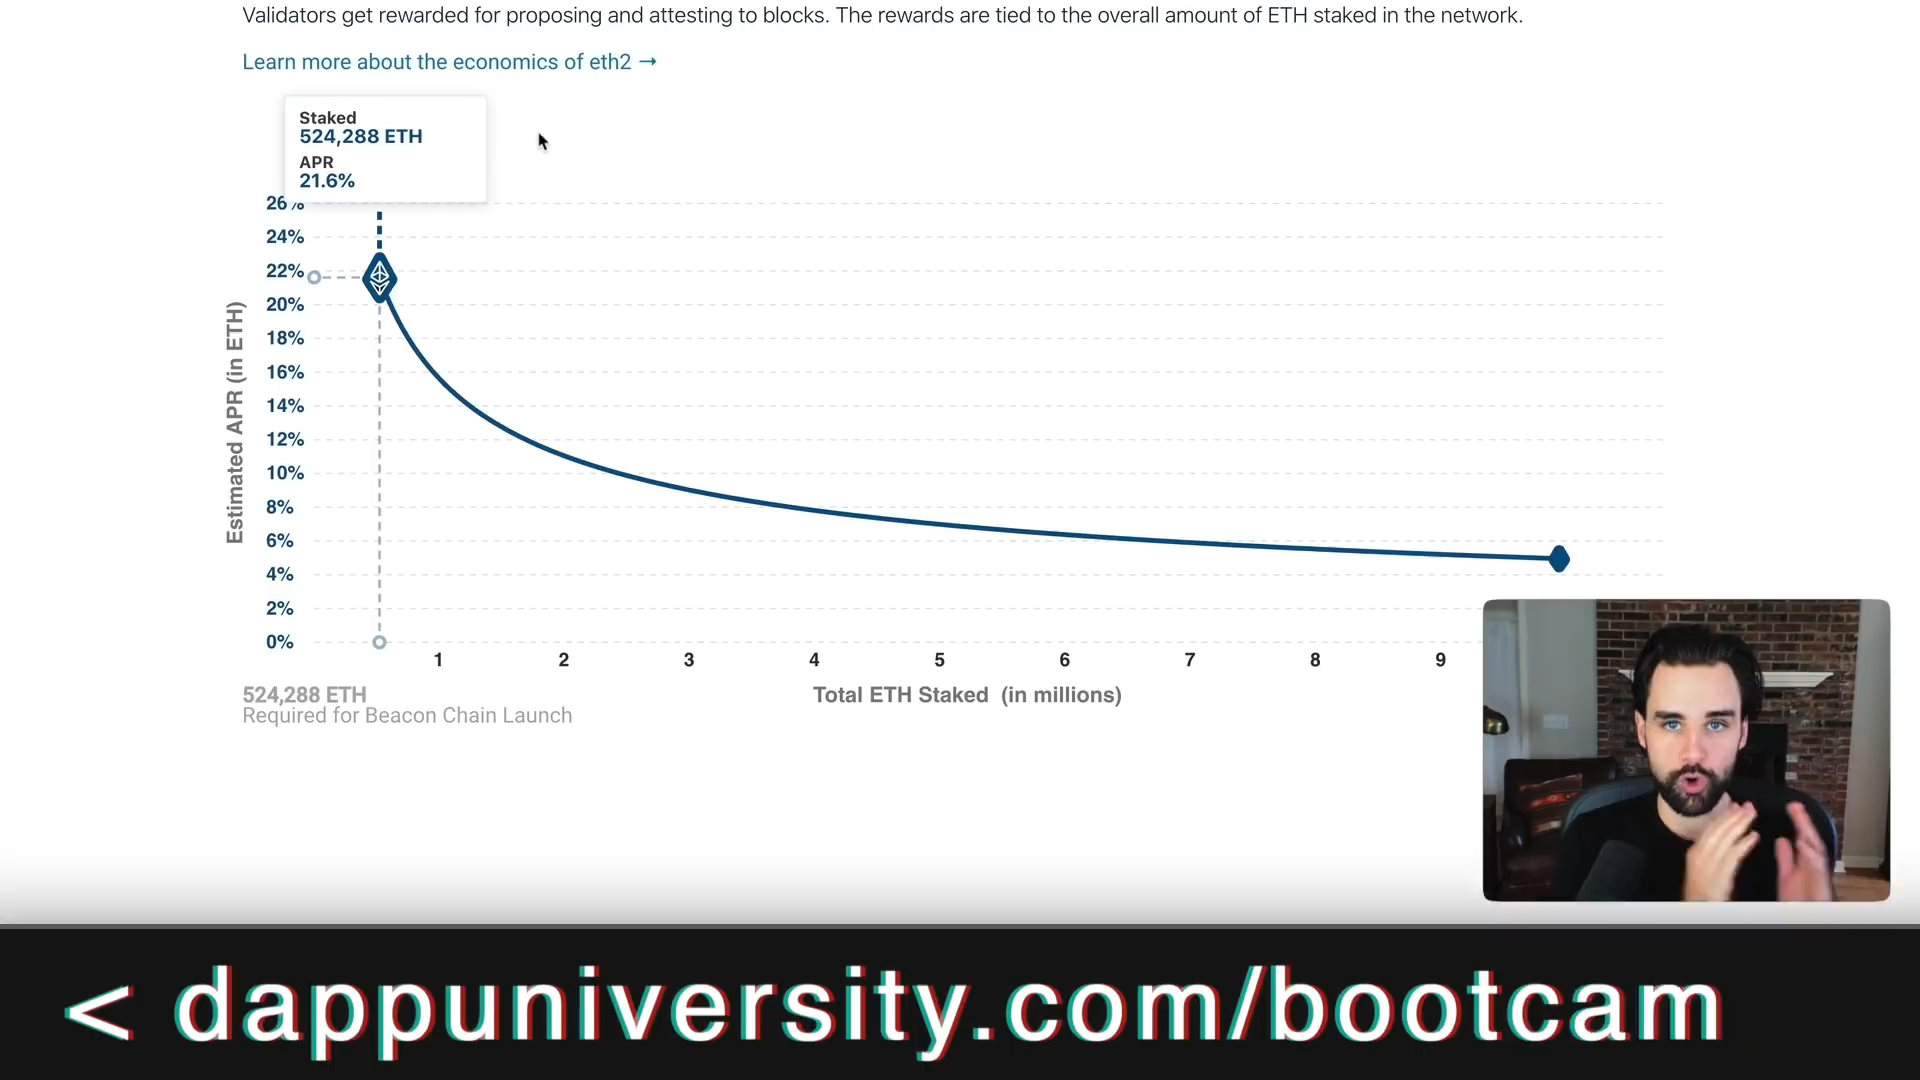 Validators get rewarded for proposing and attesting to blocks. The rewards are tied to the overall amount of ETH staked in the network.
Learn more about the economics of eth2 →
Staked
524,288 ETH
APR
21.6%
26%
24%
22%
20%
18%
16%
14%
12%
10%
8%
6%
4%
2%
0%
Estimated APR (in ETH)
1 2 3 4 5 6 7 8 9
524,288 ETH
Required for Beacon Chain Launch
Total ETH Staked (in millions)
< dappuniversity.com/bootcam